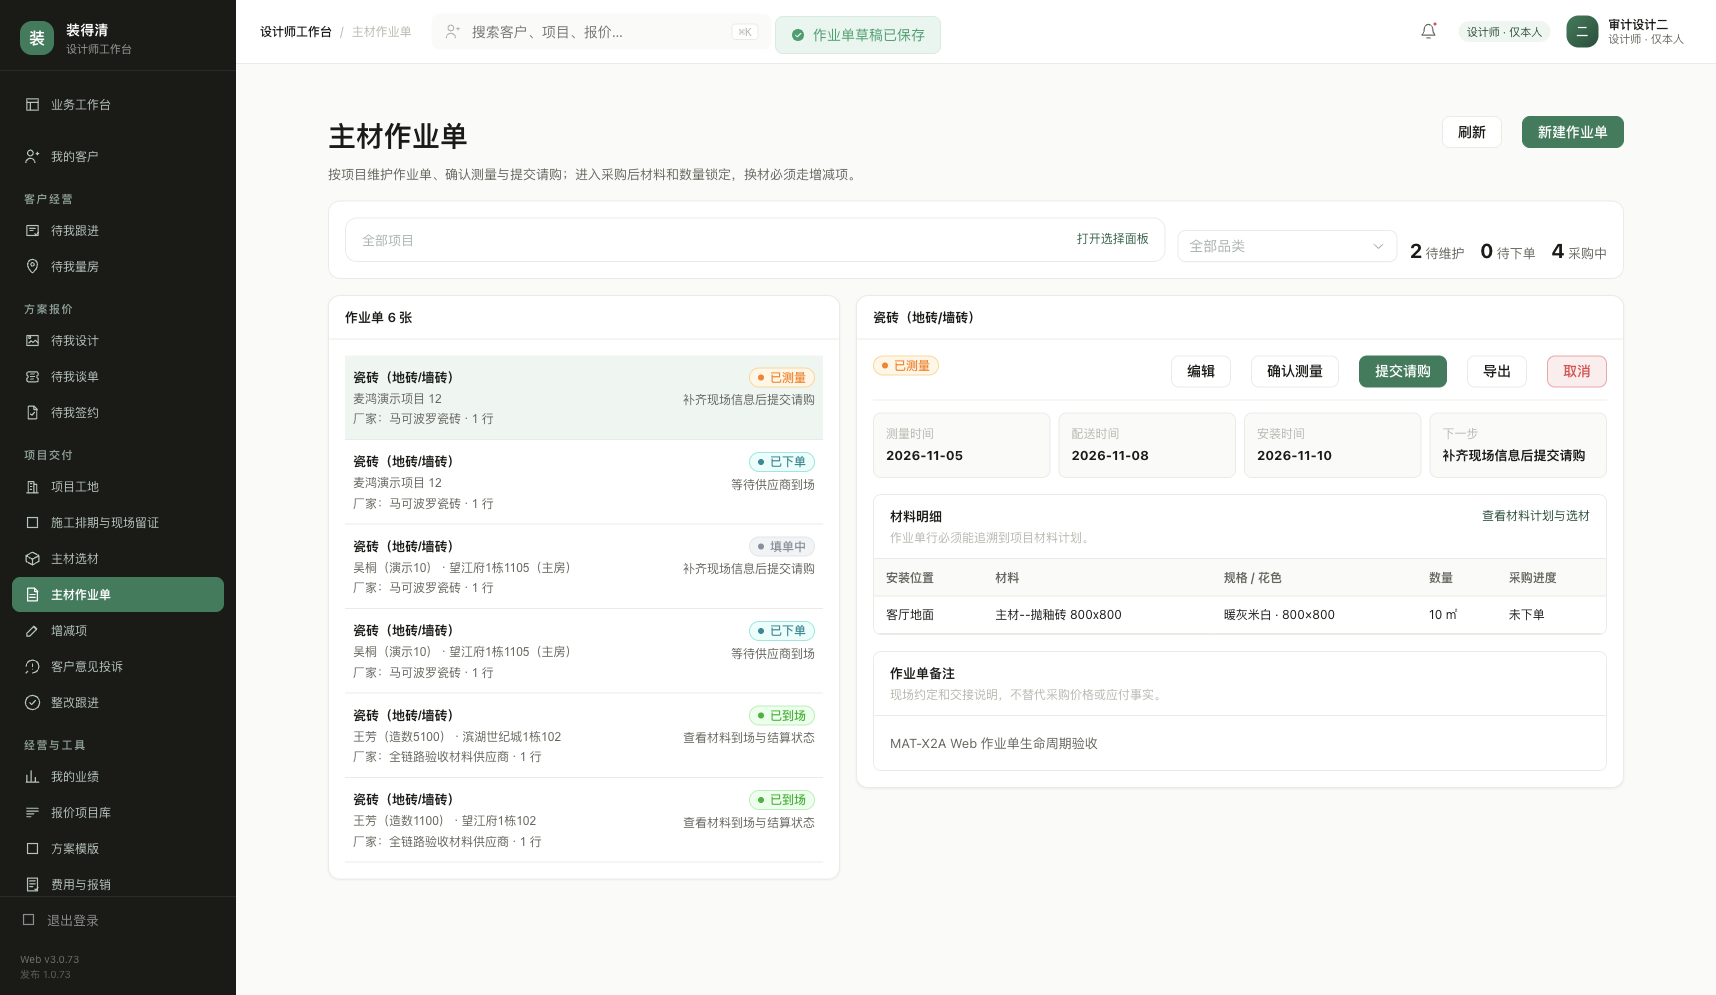 装
装得清
设计师工作台
业务工作台
我的客户
客户经营
待我跟进
待我量房
方案报价
待我设计
待我谈单
待我签约
项目交付
项目工地
施工排期与现场留证
主材选材
主材作业单
增减项
客户意见投诉
整改跟进
经营与工具
我的业绩
报价项目库
方案模版
费用与报销
退出登录
Web v3.0.73
发布 1.0.73
设计师工作台 / 主材作业单
搜索客户、项目、报价...
⌘K
作业单草稿已保存
设计师 · 仅本人
二
审计设计二
设计师 · 仅本人
主材作业单
按项目维护作业单、确认测量与提交请购；进入采购后材料和数量锁定，换材必须走增减项。
刷新
新建作业单
全部项目
打开选择面板
全部品类
2 待维护
0 待下单
4 采购中
作业单 6 张
瓷砖（地砖/墙砖）
已测量
麦鸿演示项目 12
补齐现场信息后提交请购
厂家：马可波罗瓷砖 · 1 行
瓷砖（地砖/墙砖）
已下单
麦鸿演示项目 12
等待供应商到场
厂家：马可波罗瓷砖 · 1 行
瓷砖（地砖/墙砖）
填单中
吴桐（演示10） · 望江府1栋1105（主房）
补齐现场信息后提交请购
厂家：马可波罗瓷砖 · 1 行
瓷砖（地砖/墙砖）
已下单
吴桐（演示10） · 望江府1栋1105（主房）
等待供应商到场
厂家：马可波罗瓷砖 · 1 行
瓷砖（地砖/墙砖）
已到场
王芳（造数5100） · 滨湖世纪城1栋102
查看材料到场与结算状态
厂家：全链路验收材料供应商 · 1 行
瓷砖（地砖/墙砖）
已到场
王芳（造数1100） · 望江府1栋102
查看材料到场与结算状态
厂家：全链路验收材料供应商 · 1 行
瓷砖（地砖/墙砖）
已测量
编辑
确认测量
提交请购
导出
取消
测量时间
2026-11-05
配送时间
2026-11-08
安装时间
2026-11-10
下一步
补齐现场信息后提交请购
材料明细
查看材料计划与选材
作业单行必须能追溯到项目材料计划。
安装位置 材料 规格 / 花色 数量 采购进度
客厅地面 主材--抛釉砖 800x800 暖灰米白 · 800×800 10 ㎡ 未下单
作业单备注
现场约定和交接说明，不替代采购价格或应付事实。
MAT-X2A Web 作业单生命周期验收